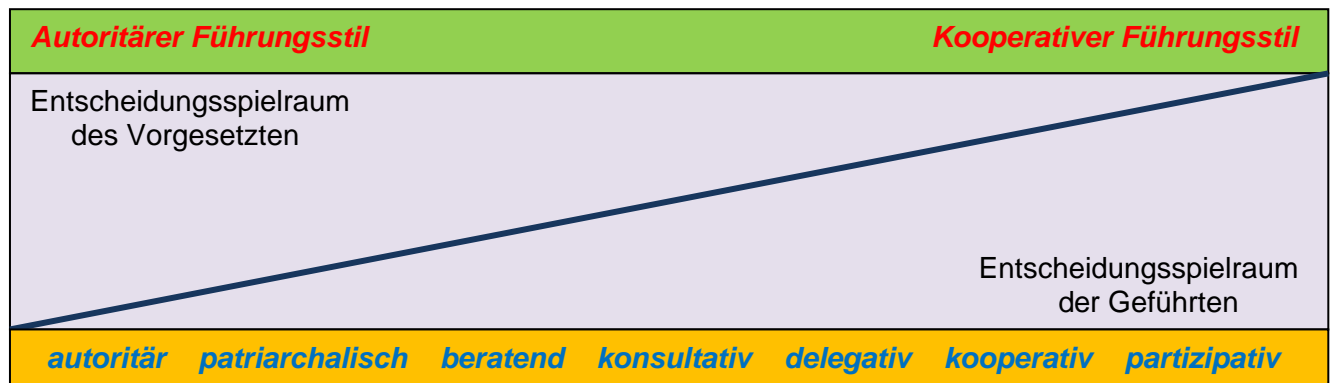 Autoritärer Führungsstil Kooperativer Führungsstil
Entscheidungsspielraum
des Vorgesetzten
Entscheidungsspielraum
der Geführten
autoritär patriarchalisch beratend konsultativ delegativ kooperativ partizipativ